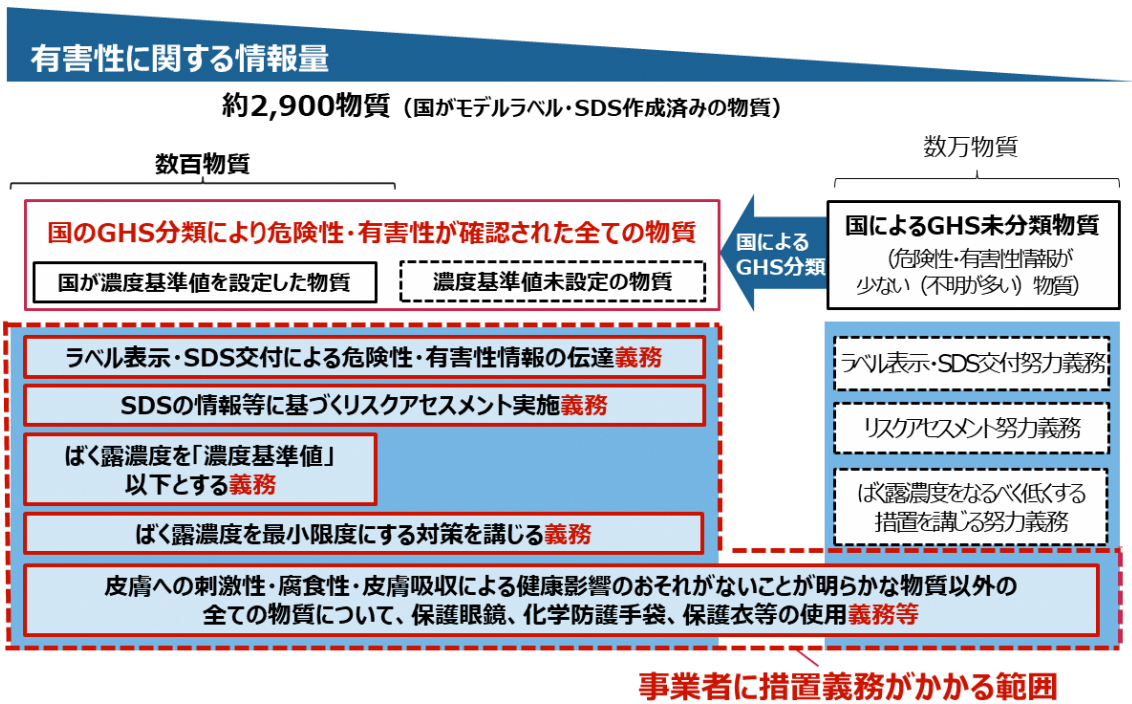 有害性に関する情報量
約2,900物質（国がモデルラベル・SDS作成済みの物質）
数百物質
数万物質
国のGHS分類により危険性・有害性が確認された全ての物質
国が濃度基準値を設定した物質
濃度基準値未設定の物質
国による
GHS分類
国によるGHS未分類物質
（危険性・有害性情報が
少ない（不明が多い）物質）
ラベル表示・SDS交付による危険性・有害性情報の伝達義務
SDSの情報等に基づくリスクアセスメント実施義務
ばく露濃度を「濃度基準値」
以下とする義務
ばく露濃度を最小限度にする対策を講じる義務
ラベル表示・SDS交付努力義務
リスクアセスメント努力義務
ばく露濃度をなるべく低くする
措置を講じる努力義務
皮膚への刺激性・腐食性・皮膚吸収による健康影響のおそれがないことが明らかな物質以外の
全ての物質について、保護眼鏡、化学防護手袋、保護衣等の使用義務等
事業者に措置義務がかかる範囲